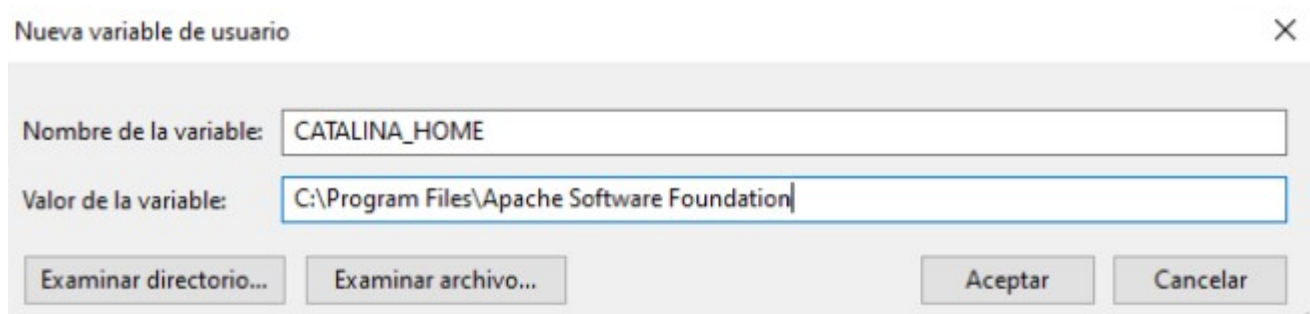 Nueva variable de usuario
Nombre de la variable: CATALINA_HOME
Valor de la variable: C:\Program Files\Apache Software Foundation
Examinar directorio... Examinar archivo... Aceptar Cancelar